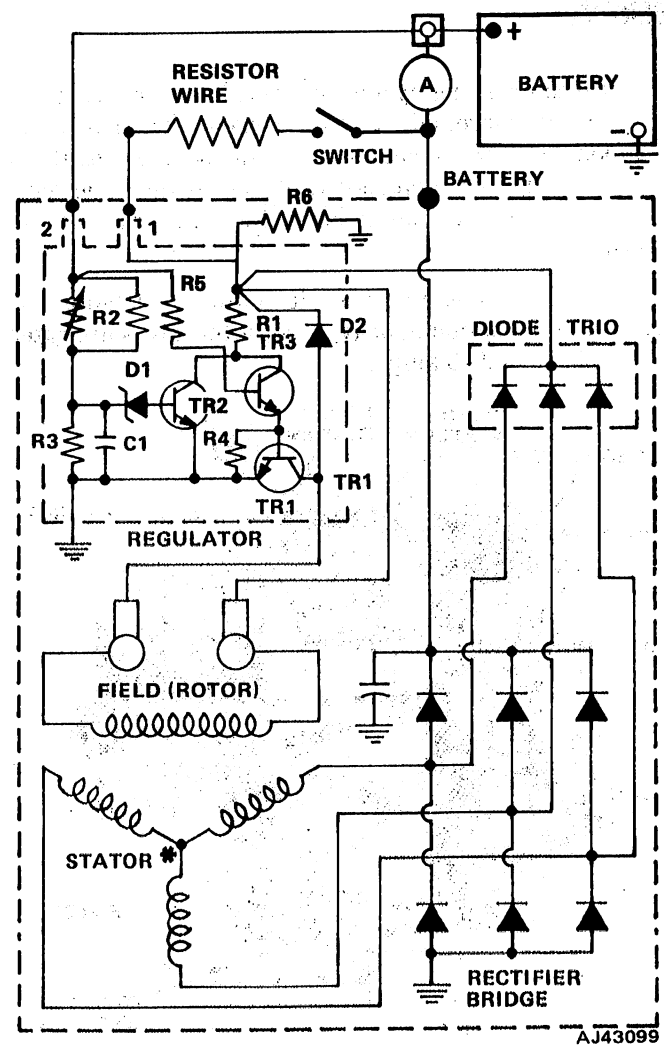 +
BATTERY
-
A
RESISTOR
WIRE
SWITCH
BATTERY
2
1
R6
R5
R2
R1
TR3
D2
DIODE TRIO
D1
TR2
R3
C1
R4
TR1
TR1
REGULATOR
FIELD (ROTOR)
STATOR *
RECTIFIER
BRIDGE
AJ43099